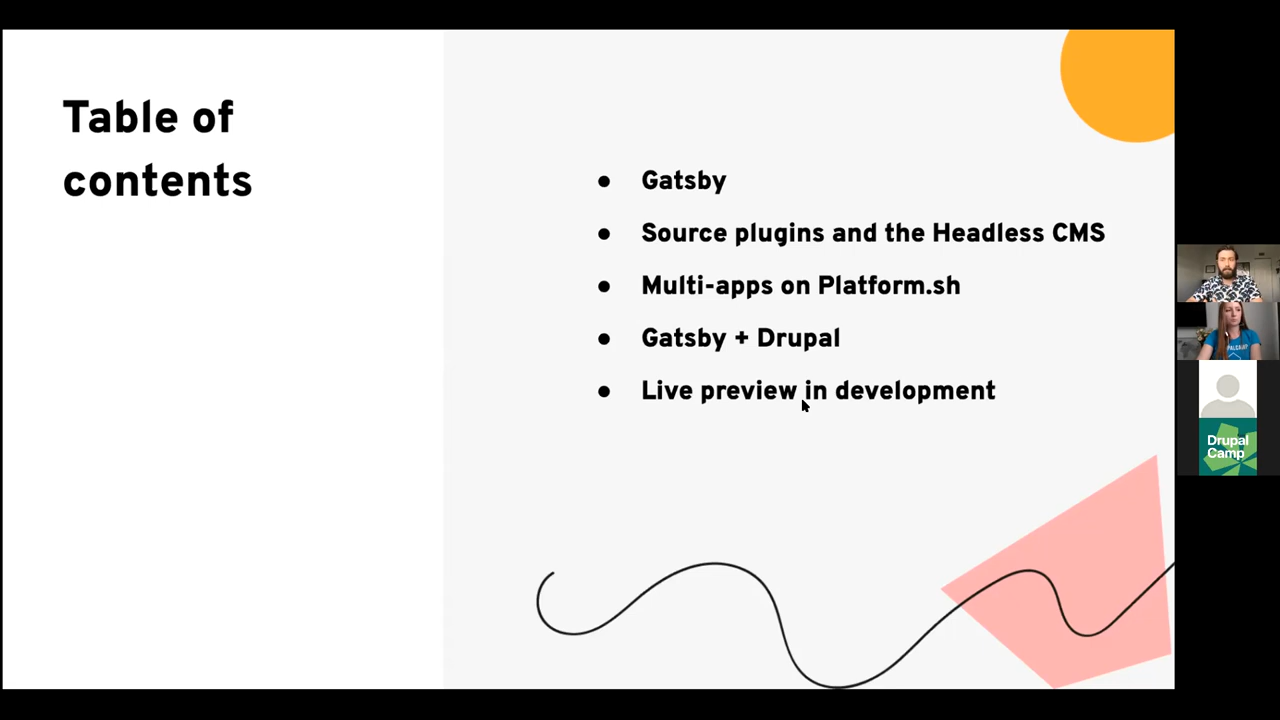 Table of
contents
● Gatsby
● Source plugins and the Headless CMS
● Multi-apps on Platform.sh
● Gatsby + Drupal
● Live preview in development
Drupal
Camp